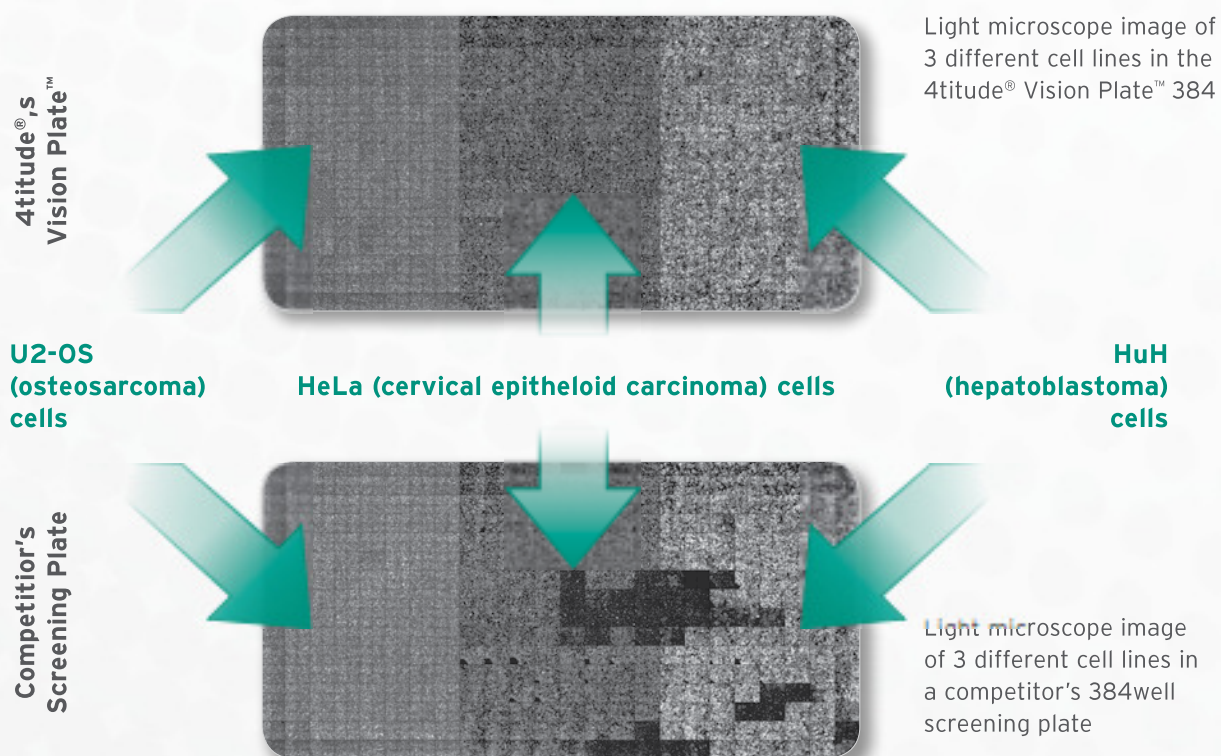 Light microscope image of
3 different cell lines in the
4titude® Vision Plate™ 384
4titude®,s
Vision Plate™
U2-OS
(osteosarcoma)
cells
HeLa (cervical epitheloid carcinoma) cells
HuH
(hepatoblastoma)
cells
Competitior's
Screening Plate
Light microscope image
of 3 different cell lines in
a competitor's 384well
screening plate